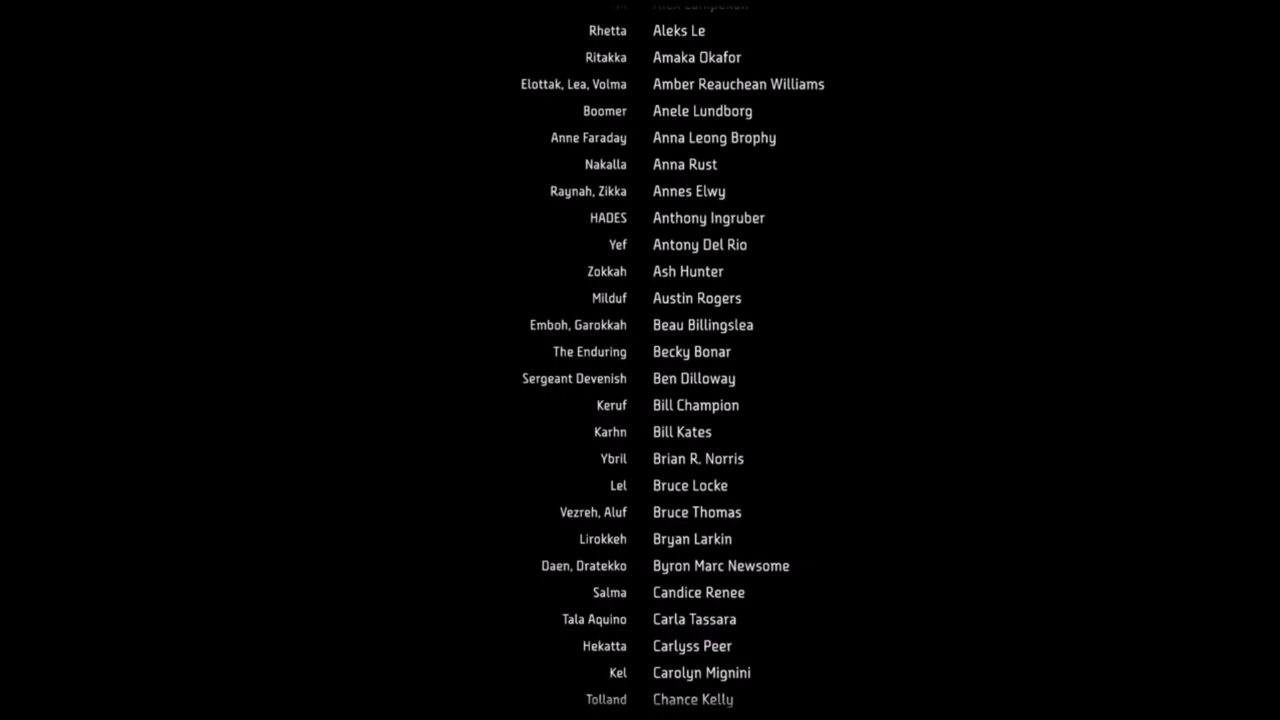 Rhetta Aleks Le
Ritakka Amaka Okafor
Elottak, Lea, Volma Amber Reauchean Williams
Boomer Anele Lundborg
Anne Faraday Anna Leong Brophy
Nakalla Anna Rust
Raynah, Zikka Annes Elwy
HADES Anthony Ingruber
Yef Antony Del Rio
Zokkah Ash Hunter
Milduf Austin Rogers
Emboh, Garokkah Beau Billingslea
The Enduring Becky Bonar
Sergeant Devenish Ben Dilloway
Keruf Bill Champion
Karhn Bill Kates
Ybril Brian R. Norris
Lel Bruce Locke
Vezreh, Aluf Bruce Thomas
Lirokkeh Bryan Larkin
Daen, Dratekko Byron Marc Newsome
Salma Candice Renee
Tala Aquino Carla Tassara
Hekatta Carlyss Peer
Kel Carolyn Mignini
Tolland Chance Kelly